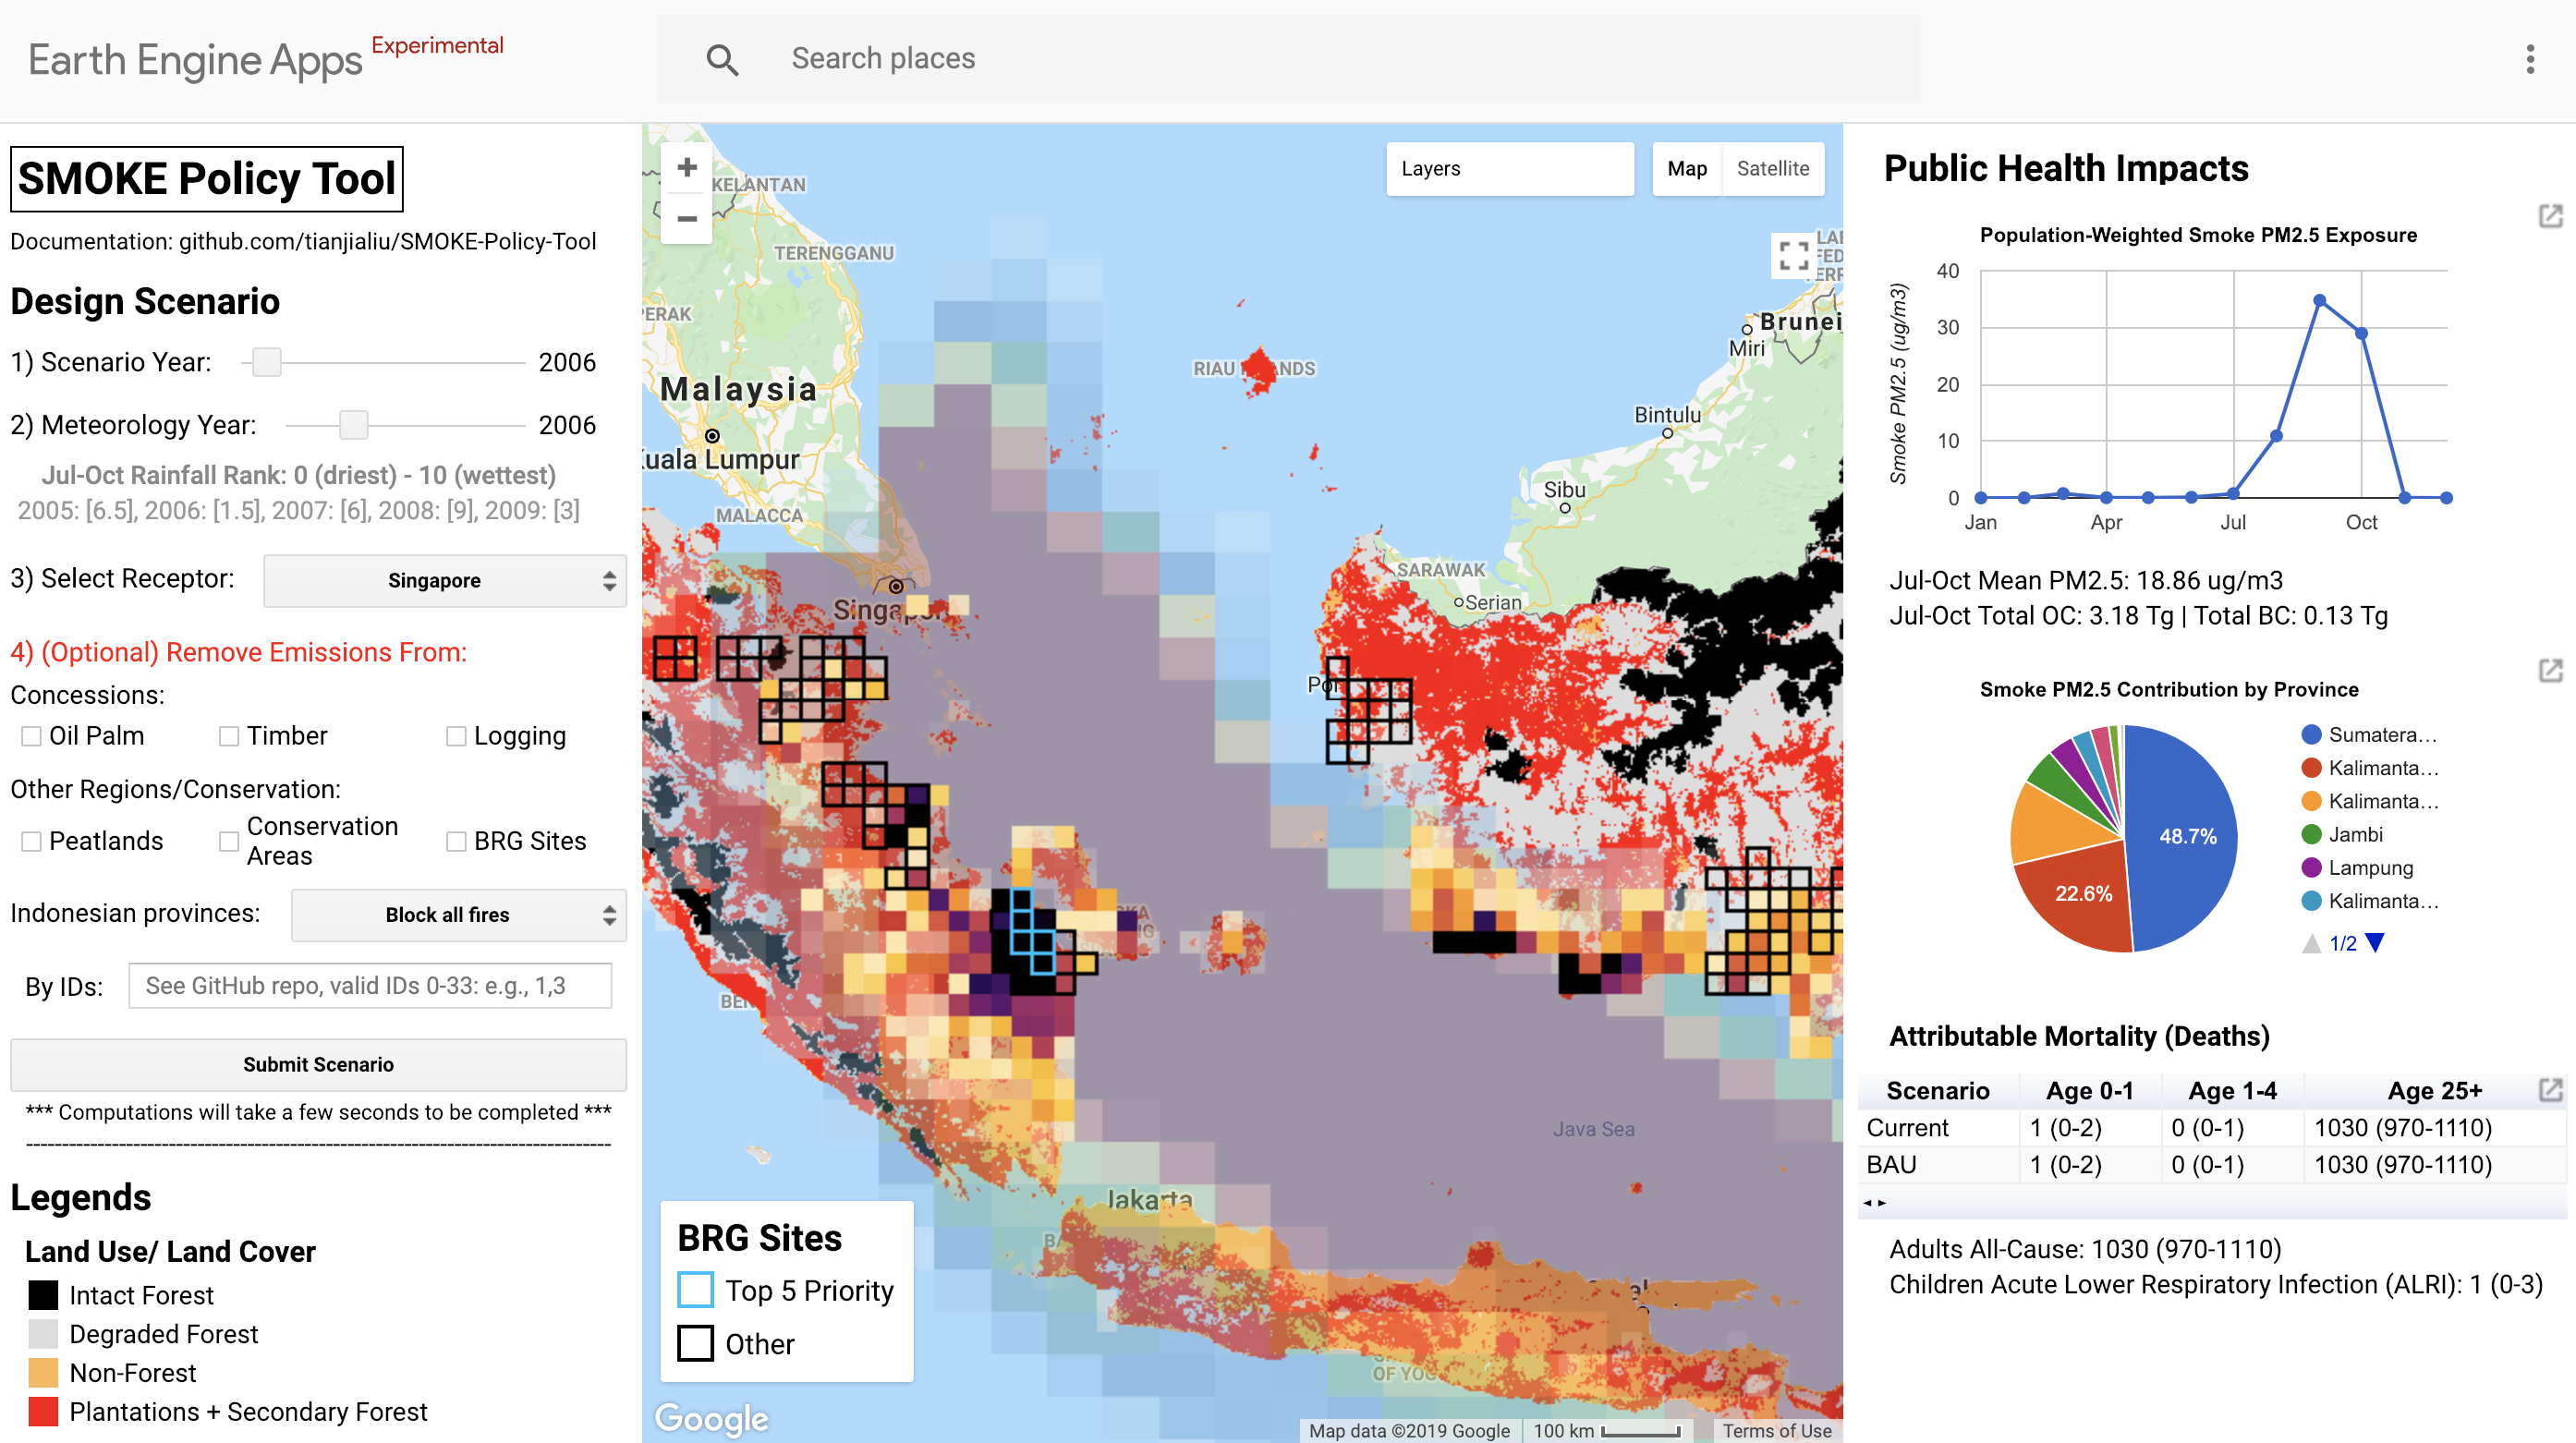 Earth Engine Apps Experimental
Search places
SMOKE Policy Tool
Documentation: github.com/tianjialiu/SMOKE-Policy-Tool
Design Scenario
1) Scenario Year: 2006
2) Meteorology Year: 2006
Jul-Oct Rainfall Rank: 0 (driest) - 10 (wettest)
2005: [6.5], 2006: [1.5], 2007: [6], 2008: [9], 2009: [3]
3) Select Receptor: Singapore
4) (Optional) Remove Emissions From:
Concessions:
Oil Palm Timber Logging
Other Regions/Conservation:
Peatlands Conservation Areas BRG Sites
Indonesian provinces: Block all fires
By IDs: See GitHub repo, valid IDs 0-33: e.g., 1,3
Submit Scenario
*** Computations will take a few seconds to be completed ***
Legends
Land Use/ Land Cover
Intact Forest
Degraded Forest
Non-Forest
Plantations + Secondary Forest
+
−
Layers
Map Satellite
KELANTAN
TERENGGANU
ERAK
Malaysia
uala Lumpur
MALACCA
RIAU
ANDS
Brunei
Miri
Bintulu
Sibu
SARAWAK
Serian
Java Sea
Jakarta
OF YOG
BRG Sites
Top 5 Priority
Other
Google
Map data ©2019 Google 100 km Terms of Use
Public Health Impacts
Population-Weighted Smoke PM2.5 Exposure
Smoke PM2.5 (ug/m3)
40
30
20
10
0
Jan Apr Jul Oct
Jul-Oct Mean PM2.5: 18.86 ug/m3
Jul-Oct Total OC: 3.18 Tg | Total BC: 0.13 Tg
Smoke PM2.5 Contribution by Province
48.7%
22.6%
Sumatera…
Kalimanta…
Kalimanta…
Jambi
Lampung
Kalimanta…
1/2
Attributable Mortality (Deaths)
Scenario Age 0-1 Age 1-4 Age 25+
Current 1 (0-2) 0 (0-1) 1030 (970-1110)
BAU 1 (0-2) 0 (0-1) 1030 (970-1110)
Adults All-Cause: 1030 (970-1110)
Children Acute Lower Respiratory Infection (ALRI): 1 (0-3)